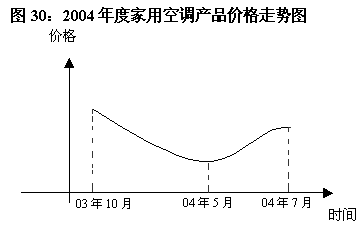 图 30：2004 年度家用空调产品价格走势图
价格
03 年 10 月
04 年 5 月
04 年 7 月
时间